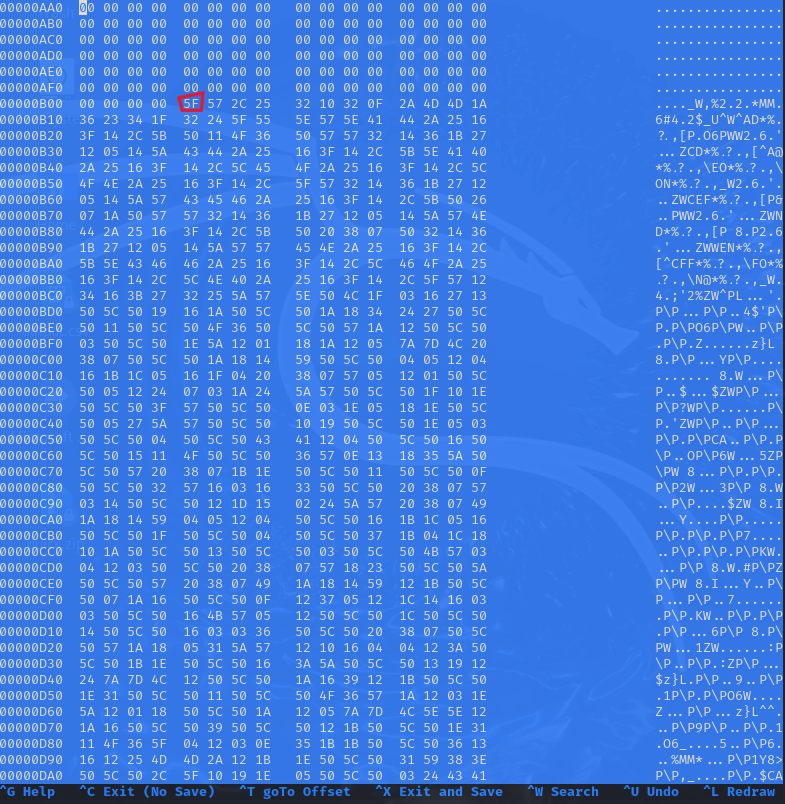 00000AA0 00 00 00 00 00 00 00 00 00 00 00 00 00 00 00 00 ................
00000AB0 00 00 00 00 00 00 00 00 00 00 00 00 00 00 00 00 ................
00000AC0 00 00 00 00 00 00 00 00 00 00 00 00 00 00 00 00 ................
00000AD0 00 00 00 00 00 00 00 00 00 00 00 00 00 00 00 00 ................
00000AE0 00 00 00 00 00 00 00 00 00 00 00 00 00 00 00 00 ................
00000AF0 00 00 00 00 00 00 00 00 00 00 00 00 00 00 00 00 ................
00000B00 00 00 00 00 5F 57 2C 25 32 10 32 0F 2A 4D 4D 1A ...._W,%2.2.*MM.
00000B10 36 23 34 1F 32 24 5F 55 5E 57 5E 41 44 2A 25 16 6#4.2$_U^W^AD*%.
00000B20 3F 14 2C 5B 50 11 4F 36 50 57 57 32 14 36 1B 27 ?.,[P.O6PWW2.6.'
00000B30 12 05 14 5A 43 44 2A 25 16 3F 14 2C 5B 5E 41 40 ...ZCD*%.?.,[^A@
00000B40 2A 25 16 3F 14 2C 5C 45 4F 2A 25 16 3F 14 2C 5C *%.?.,\EO*%.?.,\
00000B50 4F 4E 2A 25 16 3F 14 2C 5F 57 32 14 36 1B 27 12 ON*%.?.,_W2.6.'.
00000B60 05 14 5A 57 43 45 46 2A 25 16 3F 14 2C 5B 50 26 ..ZWCEF*%.?.,[P&
00000B70 07 1A 50 57 57 32 14 36 1B 27 12 05 14 5A 57 4E ..PWW2.6.'...ZWN
00000B80 44 2A 25 16 3F 14 2C 5B 50 20 38 07 50 32 14 36 D*%.?.,[P 8.P2.6
00000B90 1B 27 12 05 14 5A 57 57 45 4E 2A 25 16 3F 14 2C .'...ZWWEN*%.?.,
00000BA0 5B 5E 43 46 46 2A 25 16 3F 14 2C 5C 46 4F 2A 25 [^CFF*%.?.,\FO*%
00000BB0 16 3F 14 2C 5C 4E 40 2A 25 16 3F 14 2C 5F 57 12 .?.,\N@*%.?.,_W.
00000BC0 34 16 3B 27 32 25 5A 57 5E 50 4C 1F 03 16 27 13 4.;'2%ZW^PL...'.
00000BD0 50 5C 50 19 16 1A 50 5C 50 1A 18 34 24 27 50 5C P\P...P\P..4$'P\
00000BE0 50 11 50 5C 50 4F 36 50 5C 50 57 1A 12 50 5C 50 P.P\PO6P\PW..P\P
00000BF0 03 50 5C 50 1E 5A 12 01 18 1A 12 05 7A 7D 4C 20 .P\P.Z......z}L 
00000C00 38 07 50 5C 50 1A 18 14 59 50 5C 50 04 05 12 04 8.P\P...YP\P....
00000C10 16 1B 1C 05 16 1F 04 20 38 07 57 05 12 01 50 5C ....... 8.W...P\
00000C20 50 05 12 24 07 03 1A 24 5A 57 50 5C 50 1F 10 1E P..$...$ZWP\P...
00000C30 50 5C 50 3F 57 50 5C 50 0E 03 1E 05 18 1E 50 5C P\P?WP\P......P\
00000C40 50 05 27 5A 57 50 5C 50 10 19 50 5C 50 1E 05 03 P.'ZWP\P..P\P...
00000C50 50 5C 50 04 50 5C 50 43 41 12 04 50 5C 50 16 50 P\P.P\PCA..P\P.P
00000C60 5C 50 15 11 4F 50 5C 50 36 57 0E 13 18 35 5A 50 \P..OP\P6W...5ZP
00000C70 5C 50 57 20 38 07 1B 1E 50 5C 50 11 50 5C 50 0F \PW 8...P\P.P\P.
00000C80 50 5C 50 32 57 16 03 16 33 50 5C 50 20 38 07 57 P\P2W...3P\P 8.W
00000C90 03 14 50 5C 50 12 1D 15 02 24 5A 57 20 38 07 49 ..P\P....$ZW 8.I
00000CA0 1A 18 14 59 04 05 12 04 50 5C 50 16 1B 1C 05 16 ...Y....P\P.....
00000CB0 50 5C 50 1F 50 5C 50 04 50 5C 50 37 1B 04 1C 18 P\P.P\P.P\P7....
00000CC0 10 1A 50 5C 50 13 50 5C 50 03 50 5C 50 4B 57 03 ..P\P.P\P.P\PKW.
00000CD0 04 12 03 50 5C 50 20 38 07 57 18 23 50 5C 50 5A ...P\P 8.W.#P\PZ
00000CE0 50 5C 50 57 20 38 07 49 1A 18 14 59 12 1B 50 5C P\PW 8.I...Y..P\
00000CF0 50 07 1A 16 50 5C 50 0F 12 37 05 12 1C 14 16 03 P...P\P..7......
00000D00 03 50 5C 50 16 4B 57 05 12 50 5C 50 1C 50 5C 50 .P\P.KW..P\P.P\P
00000D10 14 50 5C 50 16 03 03 36 50 5C 50 20 38 07 50 5C .P\P...6P\P 8.P\
00000D20 50 57 1A 18 05 31 5A 57 12 10 16 04 04 12 3A 50 PW...1ZW......:P
00000D30 5C 50 1B 1E 50 5C 50 16 3A 5A 50 5C 50 13 19 12 \P..P\P.:ZP\P...
00000D40 24 7A 7D 4C 12 50 5C 50 1A 16 39 12 1B 50 5C 50 $z}L.P\P..9..P\P
00000D50 1E 31 50 5C 50 11 50 5C 50 4F 36 57 1A 12 03 1E .1P\P.P\PO6W....
00000D60 5A 12 01 18 50 5C 50 1A 12 05 7A 7D 4C 5E 5E 12 Z...P\P...z}L^^.
00000D70 1A 16 50 5C 50 39 50 5C 50 12 1B 50 5C 50 1E 31 ..P\P9P\P..P\P.1
00000D80 11 4F 36 5F 04 12 03 0E 35 1B 1B 50 5C 50 36 13 .O6_....5..P\P6.
00000D90 16 12 25 4D 4D 2A 12 1B 1E 50 5C 50 31 59 38 3E ..%MM*...P\P1Y8>
00000DA0 50 5C 50 2C 5F 10 19 1E 05 50 5C 50 03 24 43 41 P\P,_....P\P.$CA
^G Help ^C Exit (No Save) ^T goTo Offset ^X Exit and Save ^W Search ^U Undo ^L Redraw